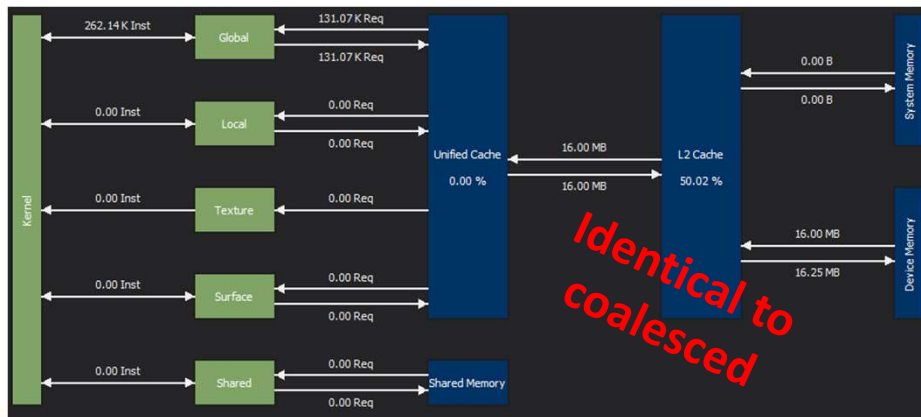 262.14 K Inst
Global
131.07 K Req
131.07 K Req
0.00 Inst
Local
0.00 Req
0.00 Req
0.00 Inst
Texture
0.00 Req
0.00 Inst
Surface
0.00 Req
0.00 Req
0.00 Inst
Shared
0.00 Req
0.00 Req
Kernel
Unified Cache
0.00 %
Shared Memory
16.00 MB
16.00 MB
L2 Cache
50.02 %
0.00 B
0.00 B
System Memory
16.00 MB
16.25 MB
Device Memory
Identical to
coalesced